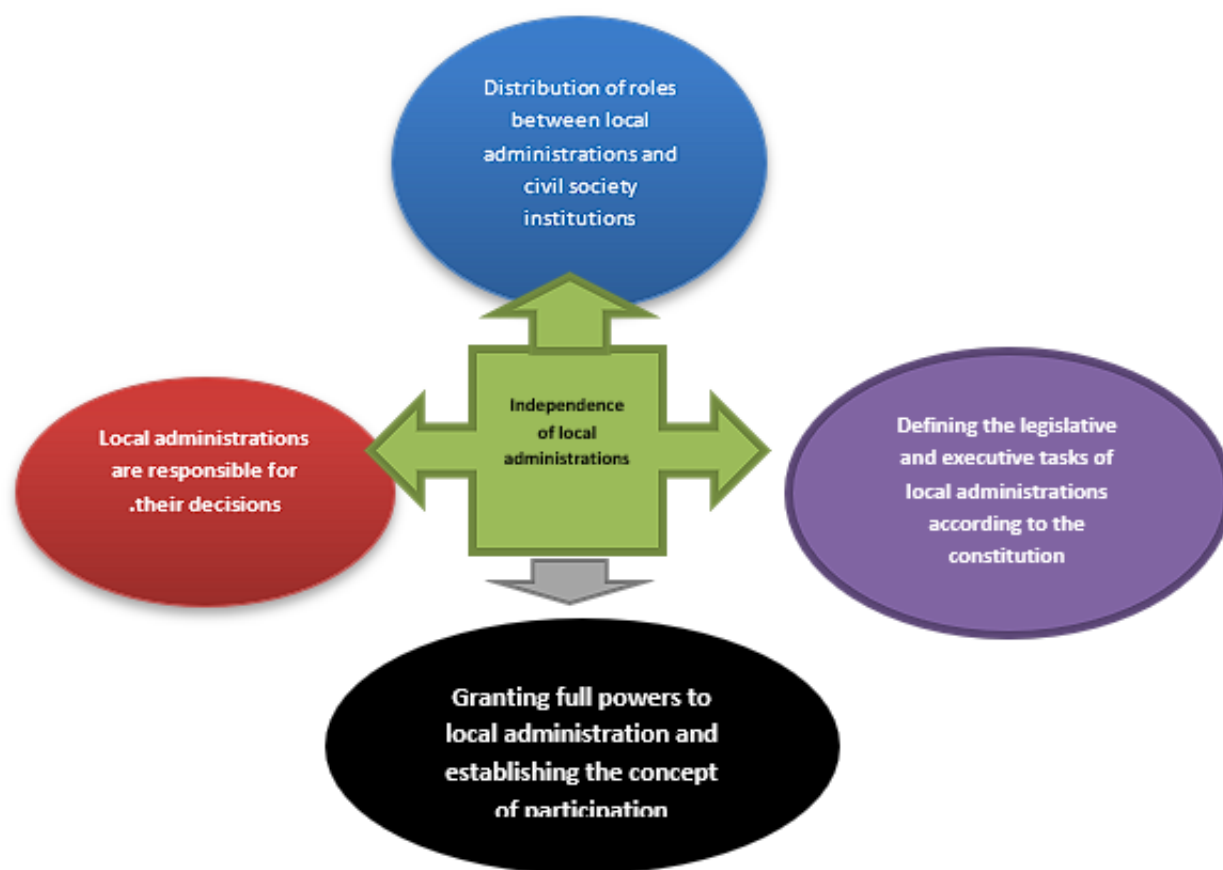 Distribution of roles
between local
administrations and
civil society
institutions
Independence
of local
administrations
Local administrations
are responsible for
.their decisions
Defining the legislative
and executive tasks of
local administrations
according to the
constitution
Granting full powers to
local administration and
establishing the concept
of participation